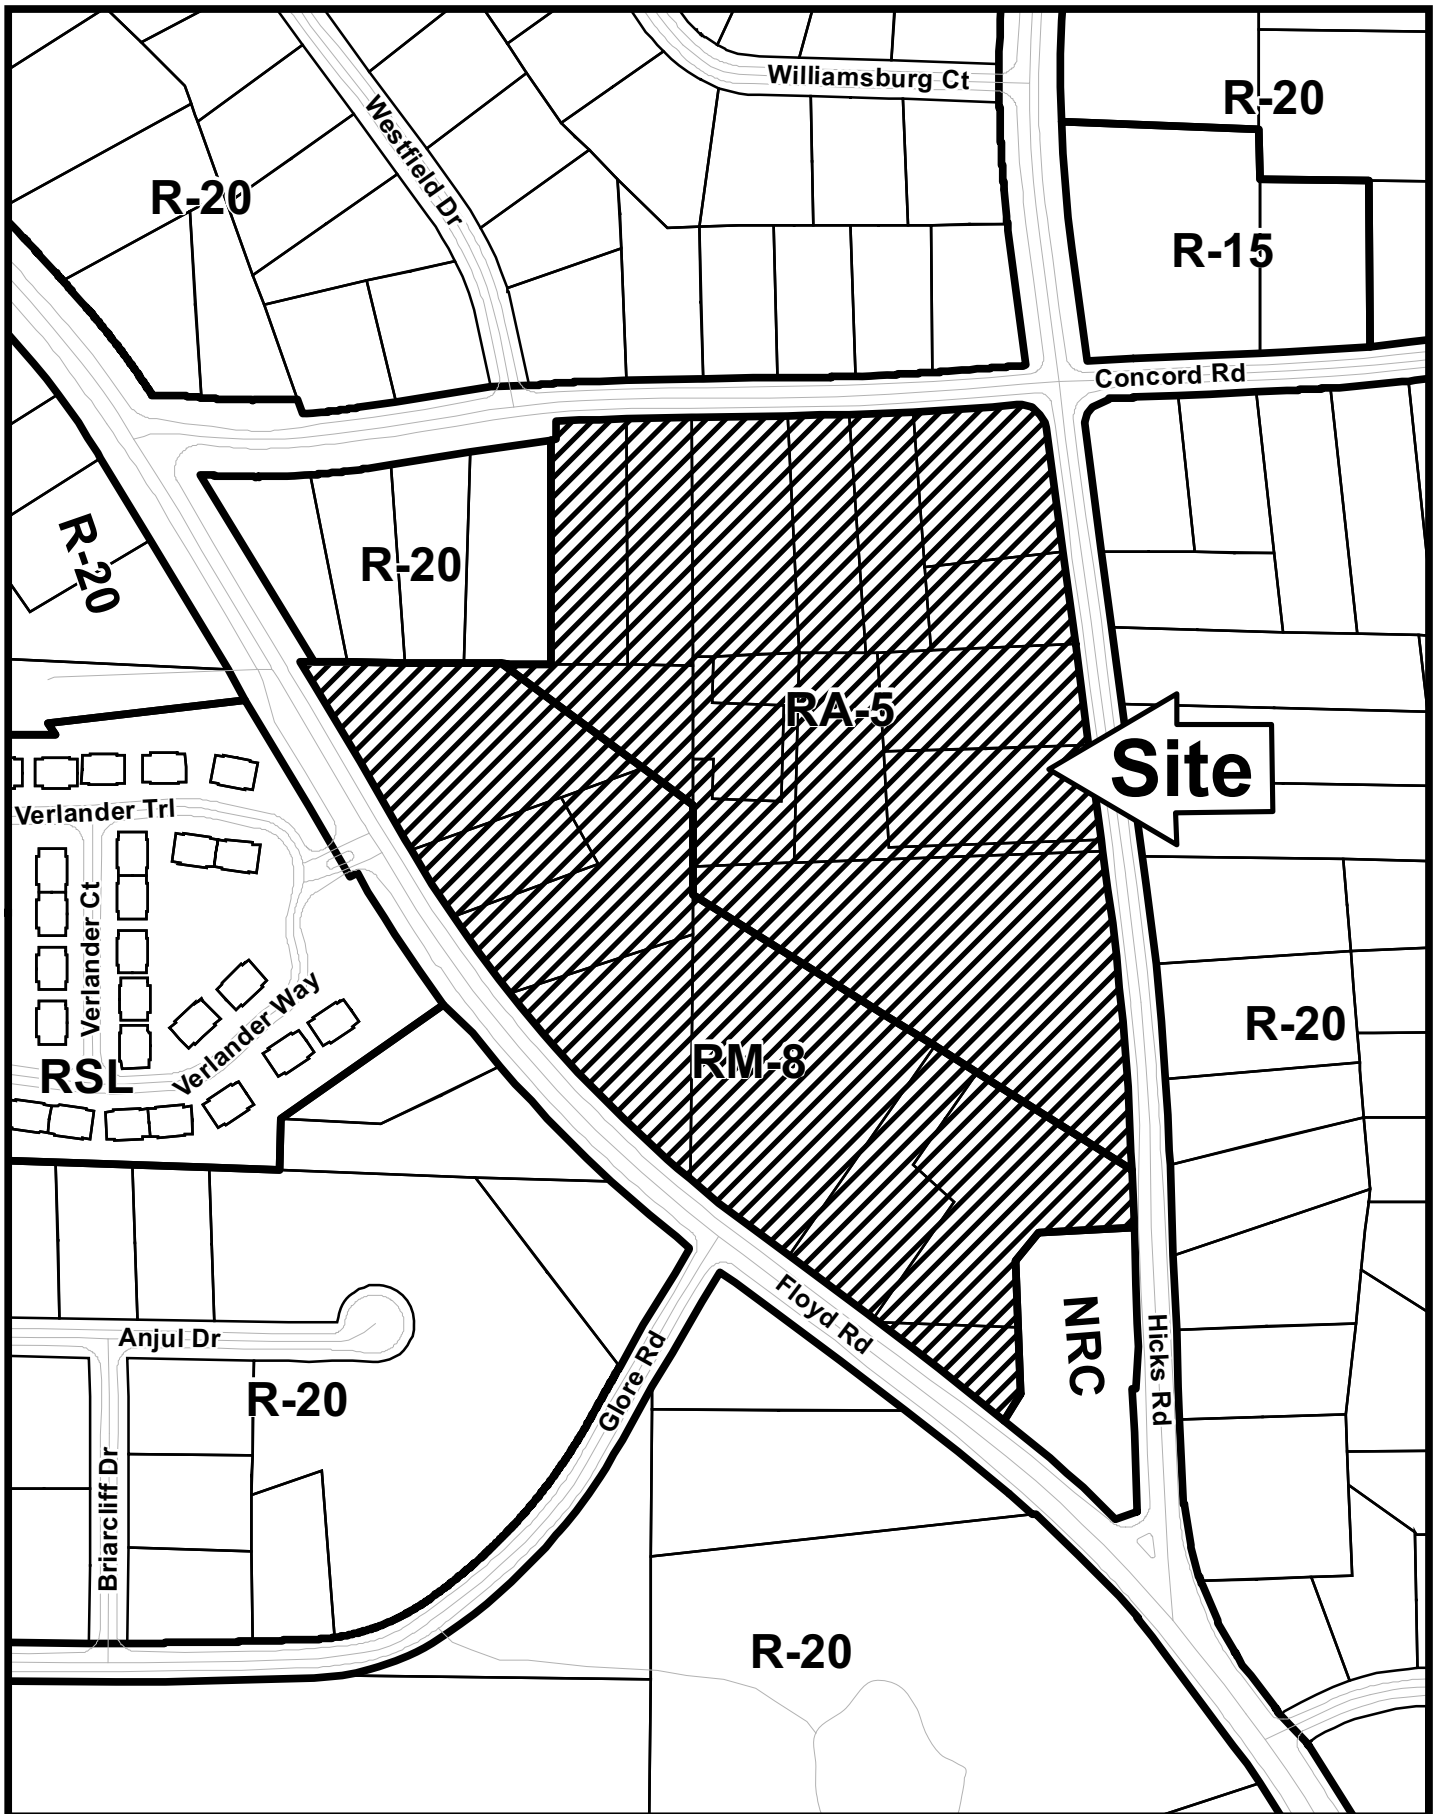 Williamsburg Ct
R-20
Westfield Dr
R-20
R-15
Concord Rd
R-20
R-20
RA-5
Site
Verlander Trl
Verlander Ct
Verlander Way
R-20
RM-8
RSL
Floyd Rd
NRC
Hicks Rd
Anjul Dr
Glore Rd
R-20
Briarcliff Dr
R-20